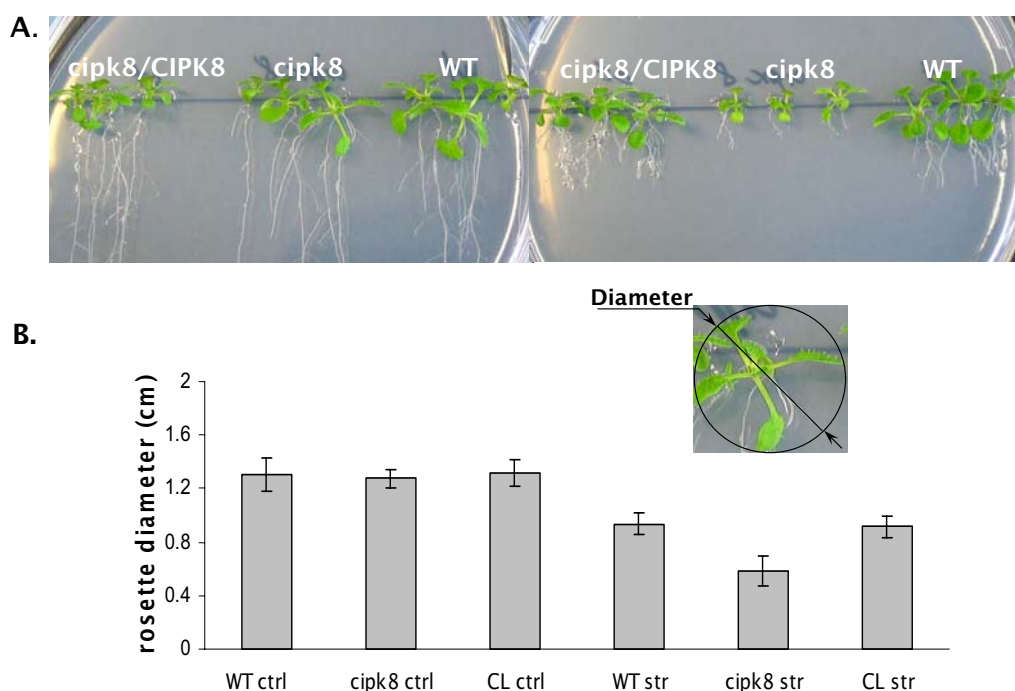 A.
cipk8/CIPK8 cipk8 WT
cipk8/CIPK8 cipk8 WT
Diameter
B.
rosette diameter (cm)
2
1.6
1.2
0.8
0.4
0
WT ctrl cipk8 ctrl CL ctrl WT str cipk8 str CL str